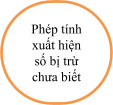 Phép tính
xuất hiện
số bị trừ
chưa biết